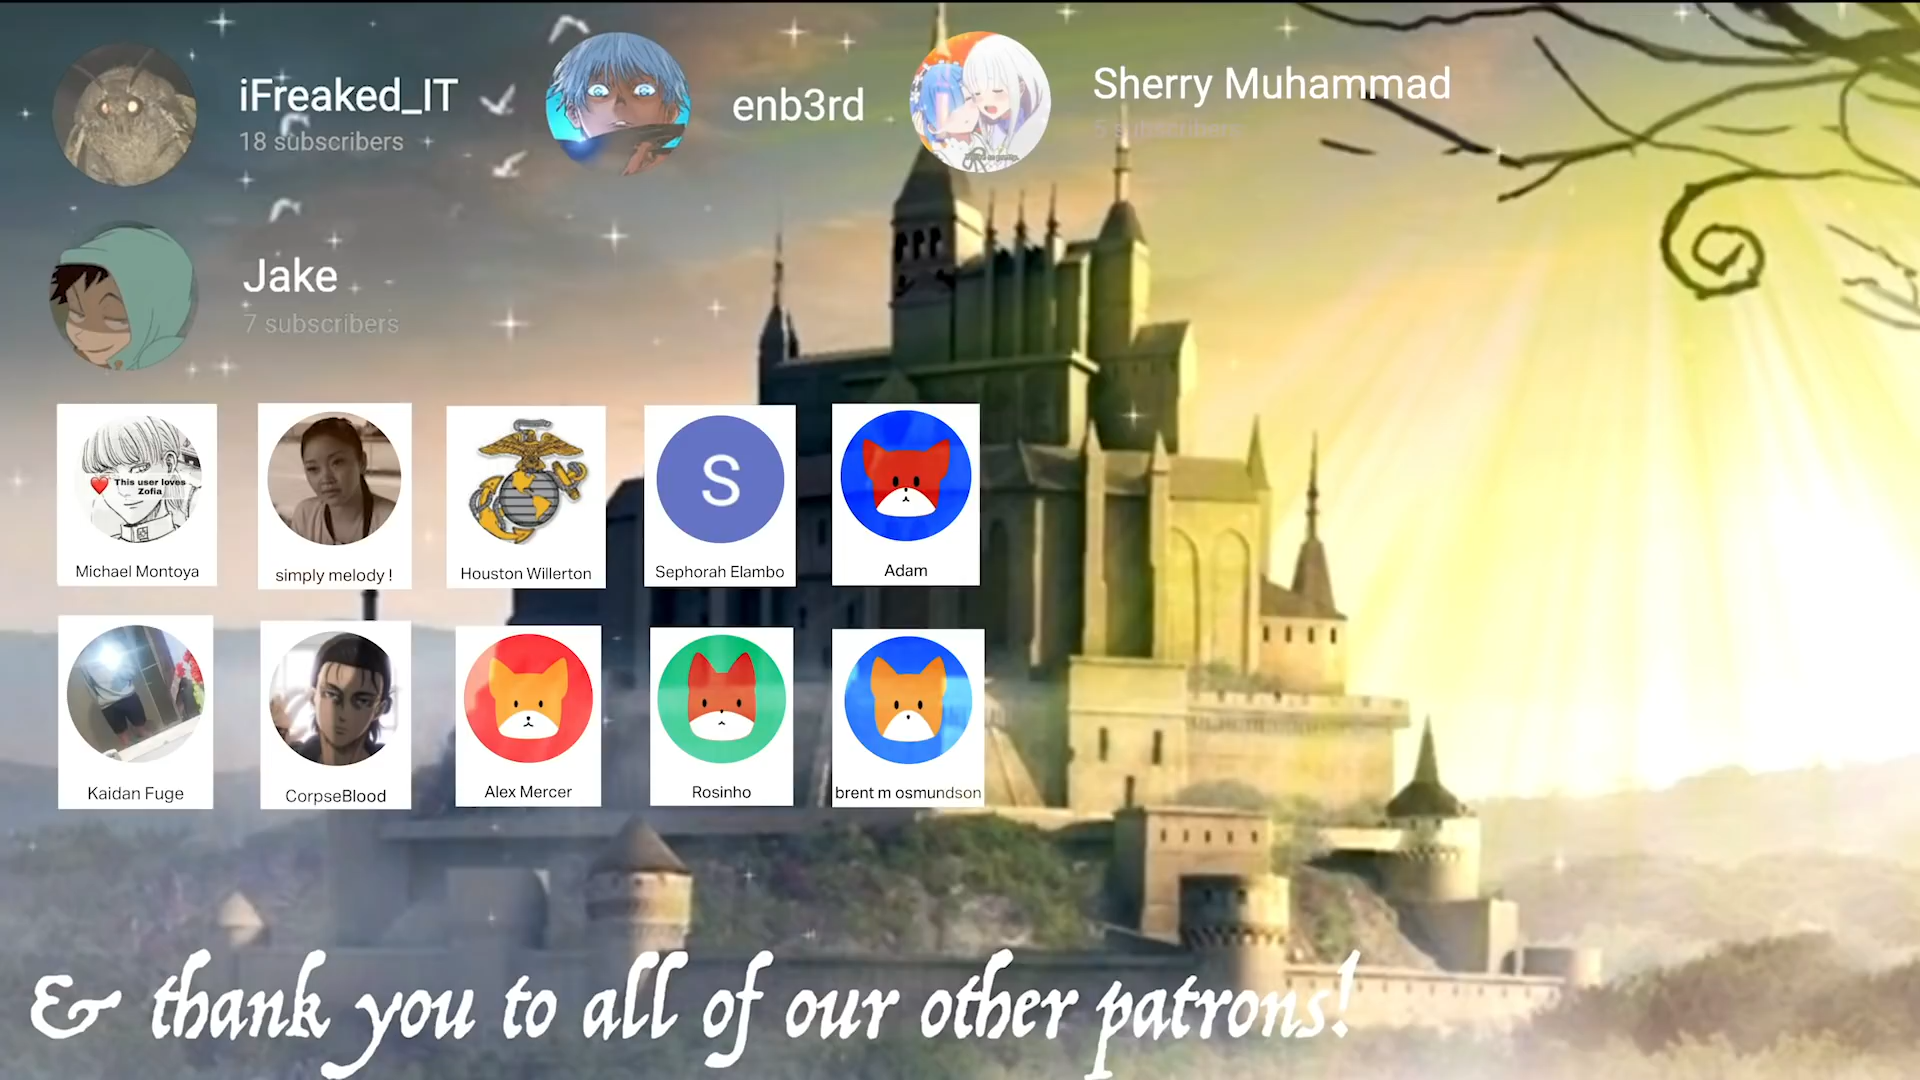 iFreaked_IT
18 subscribers
enb3rd
Sherry Muhammad
5 subscribers
Jake
7 subscribers
This user loves
Zofia
Michael Montoya
simply melody !
Houston Willerton
S
Sephorah Elambo
Adam
Kaidan Fuge
CorpseBlood
Alex Mercer
Rosinho
brent m osmundson
& thank you to all of our other patrons!